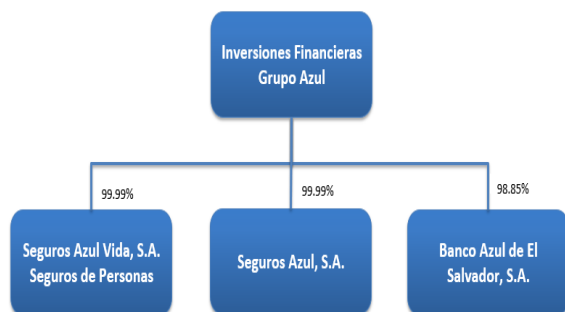 Inversiones Financieras
Grupo Azul
99.99%
99.99%
98.85%
Seguros Azul Vida, S.A.
Seguros de Personas
Seguros Azul, S.A.
Banco Azul de El
Salvador, S.A.